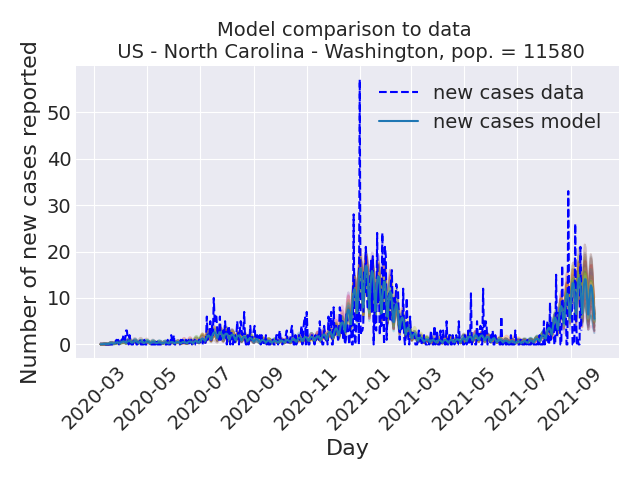 Model comparison to data
US - North Carolina - Washington, pop. = 11580
Number of new cases reported
50
40
30
20
10
0
new cases data
new cases model
2020-03
2020-05
2020-07
2020-09
2020-11
2021-01
2021-03
2021-05
2021-07
2021-09
Day